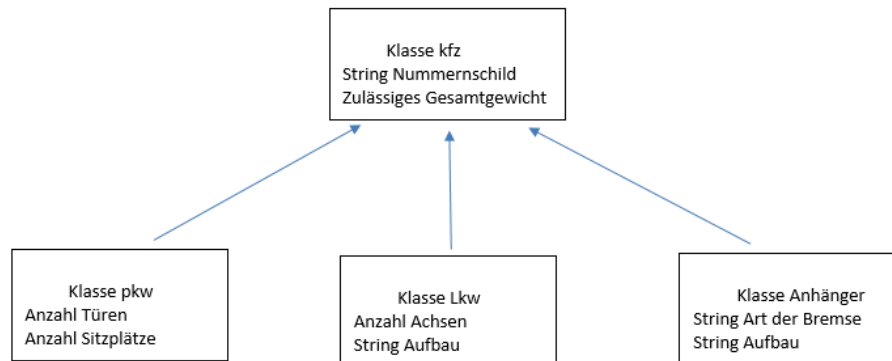 Klasse kfz
String Nummernschild
Zulässiges Gesamtgewicht
Klasse pkw
Anzahl Türen
Anzahl Sitzplätze
Klasse Lkw
Anzahl Achsen
String Aufbau
Klasse Anhänger
String Art der Bremse
String Aufbau